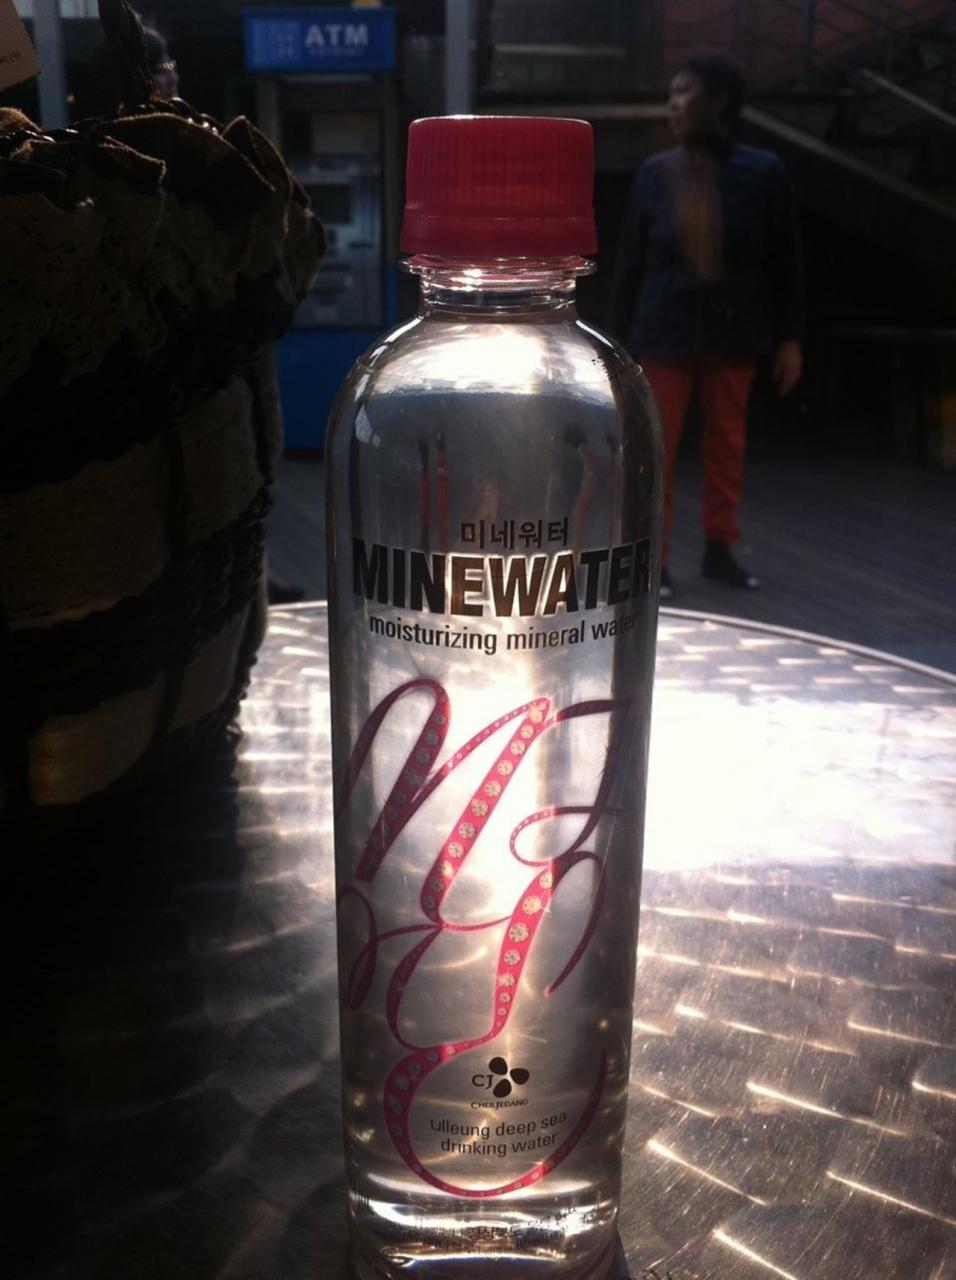 ATM
미네워터
MINEWATER
moisturizing mineral water
CJ
CHEILJEDANG
ulleung deep sea
drinking water